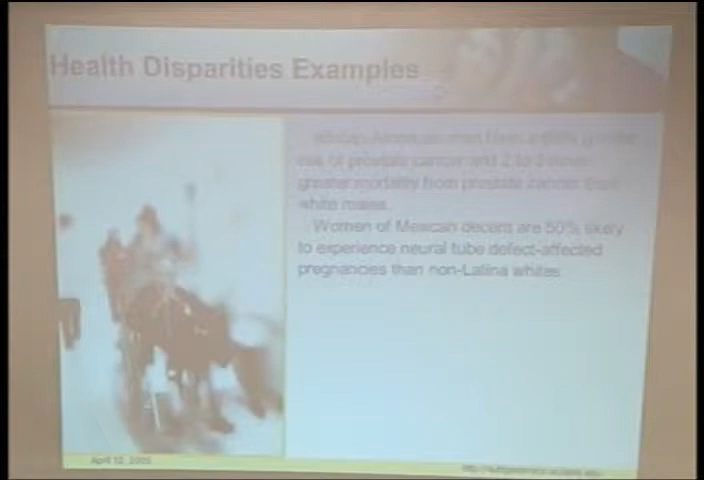 Health Disparities Examples
African-American men have a greater
risk of prostate cancer and 2 to 3 times
greater mortality from prostate cancer than
white males.
Women of Mexican decent are 50% likely
to experience neural tube defect-affected
pregnancies than non-Latina whites
April 12, 2005